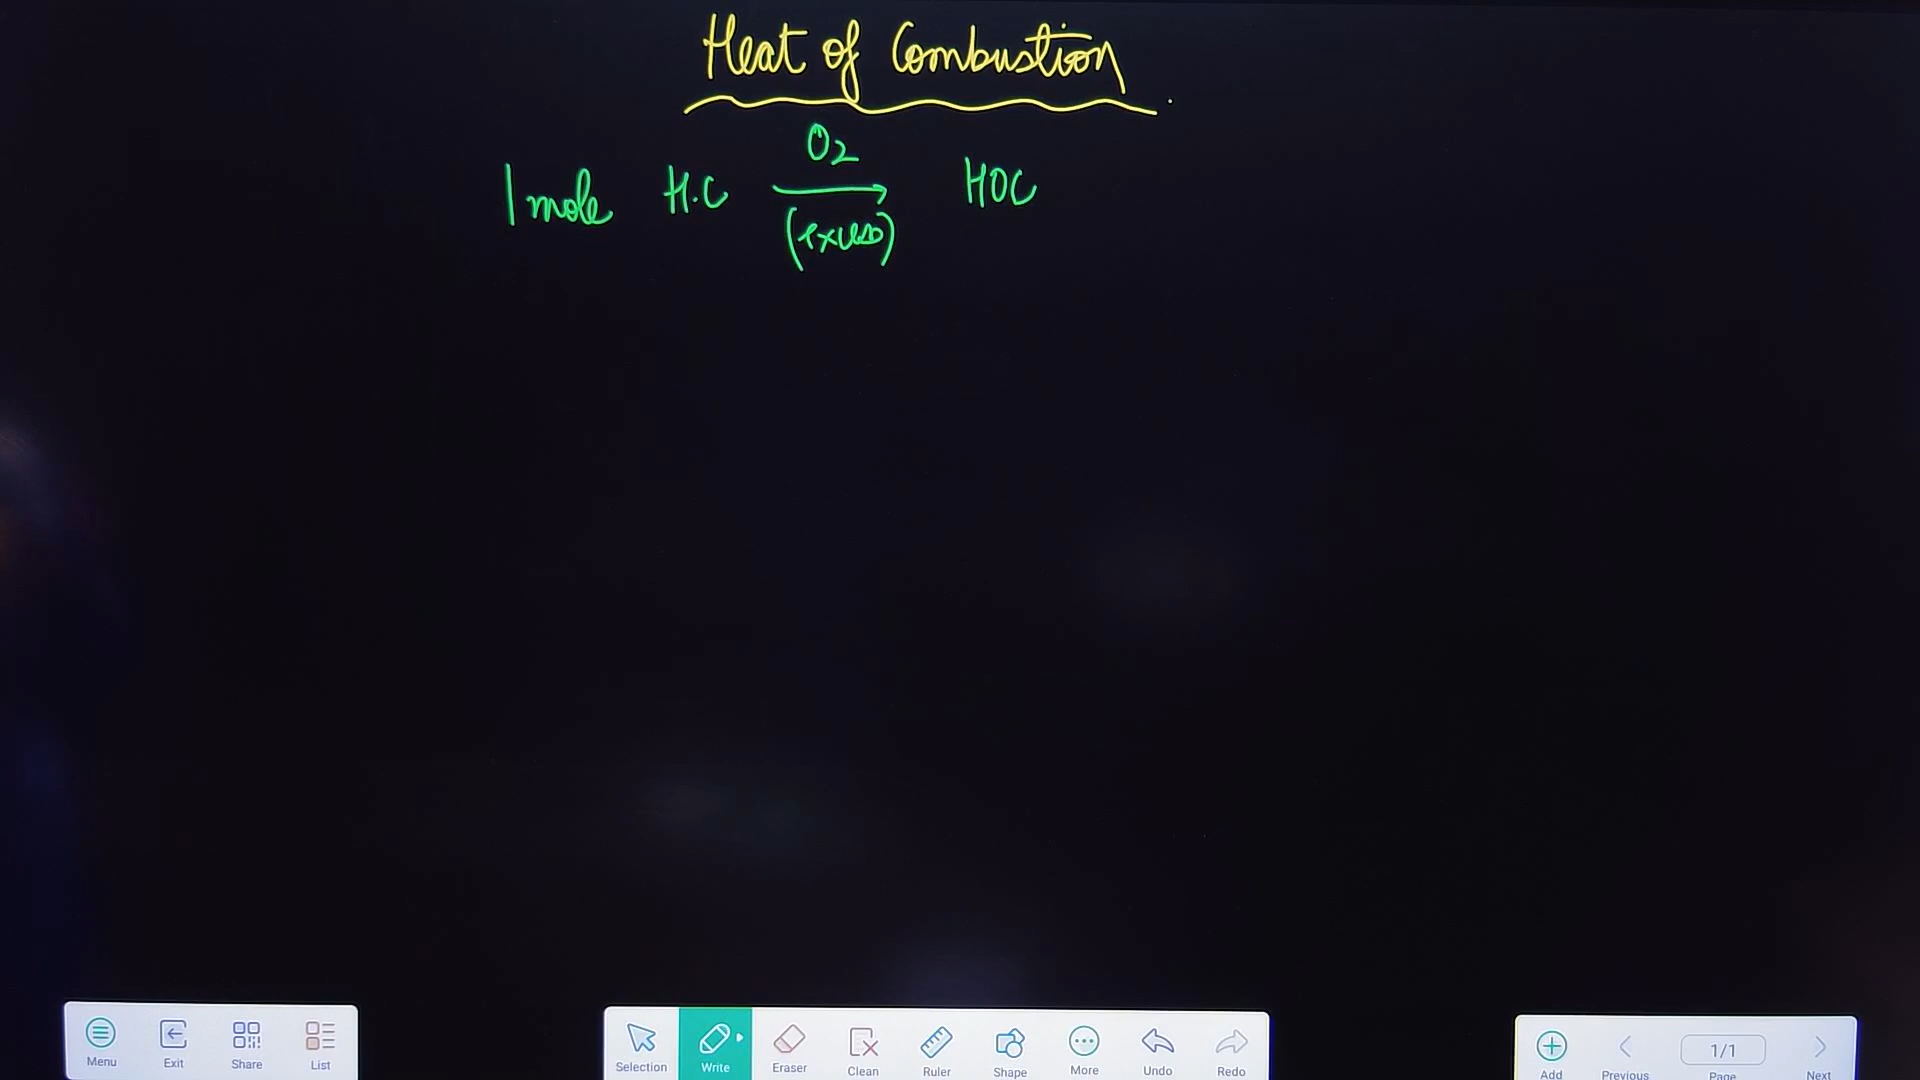 Heat of Combustion
O2
1 mole H.C → HOC
(excess)
Menu Exit Share List Selection Write Eraser Clean Ruler Shape More Undo Redo Add Previous 1/1 Page Next